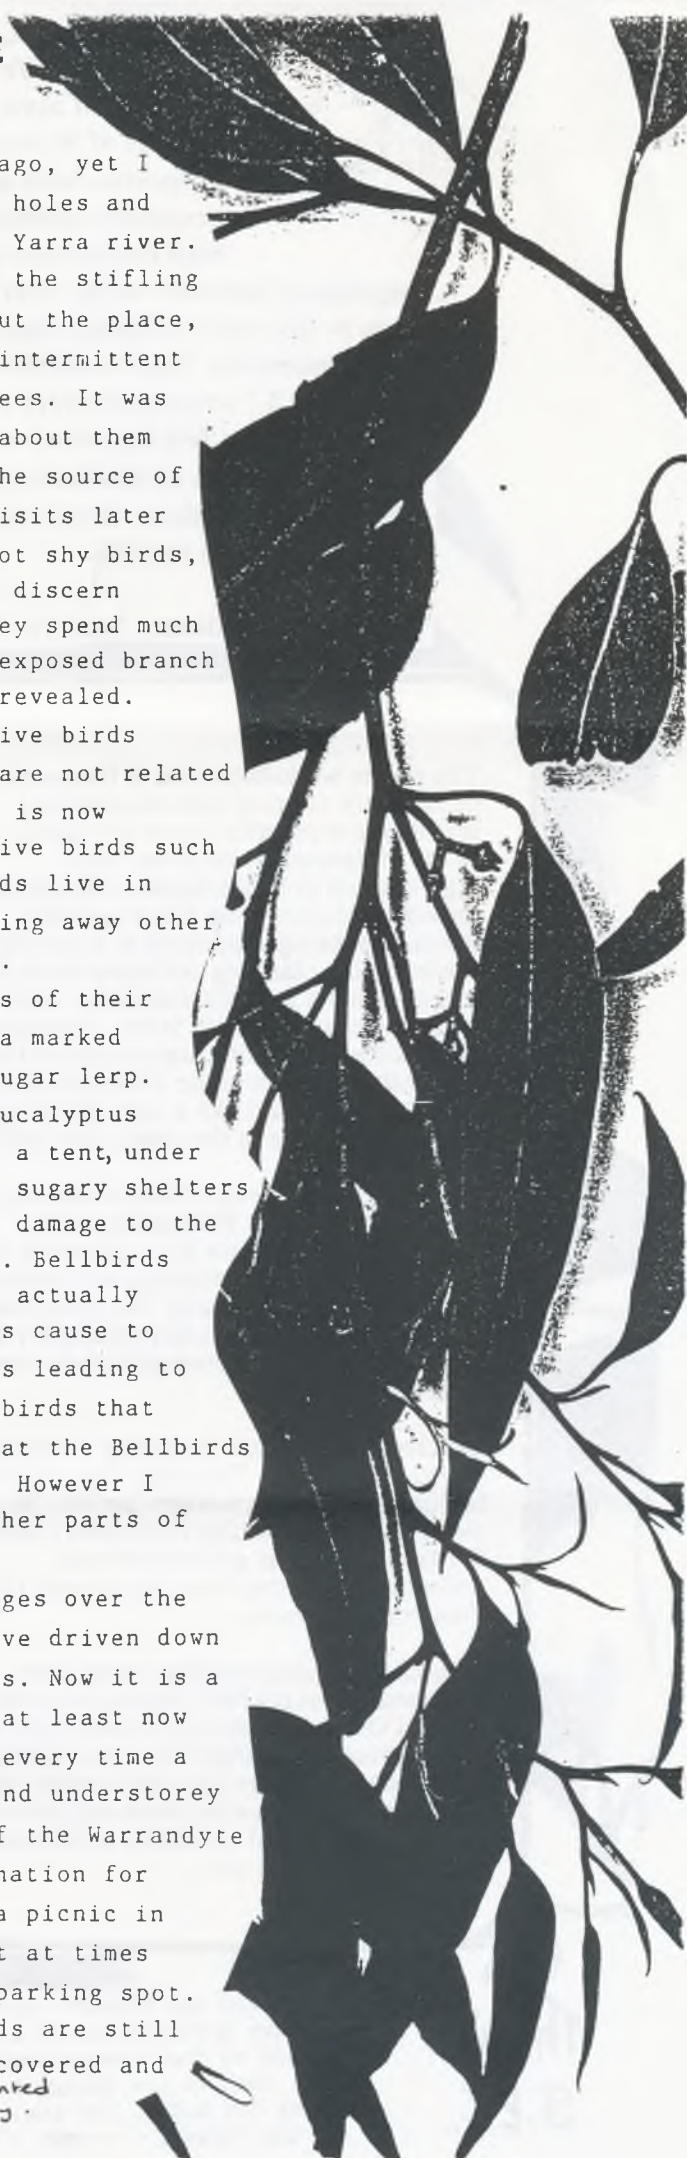 E
ago, yet I
holes and
Yarra river.
the stifling
ut the place,
intermittent
ees. It was
about them
he source of
isits later
ot shy birds,
discern
ey spend much
exposed branch
revealed.
ive birds
are not related
is now
ive birds such
ds live in
ing away other
.
s of their
a marked
ugar lerp.
ucalyptus
a tent, under
sugary shelters
damage to the
. Bellbirds
actually
s cause to
s leading to
birds that
at the Bellbirds
However I
her parts of
ges over the
ve driven down
s. Now it is a
at least now
every time a
nd understorey
f the Warrandyte
nation for
a picnic in
t at times
parking spot.
ds are still
covered and